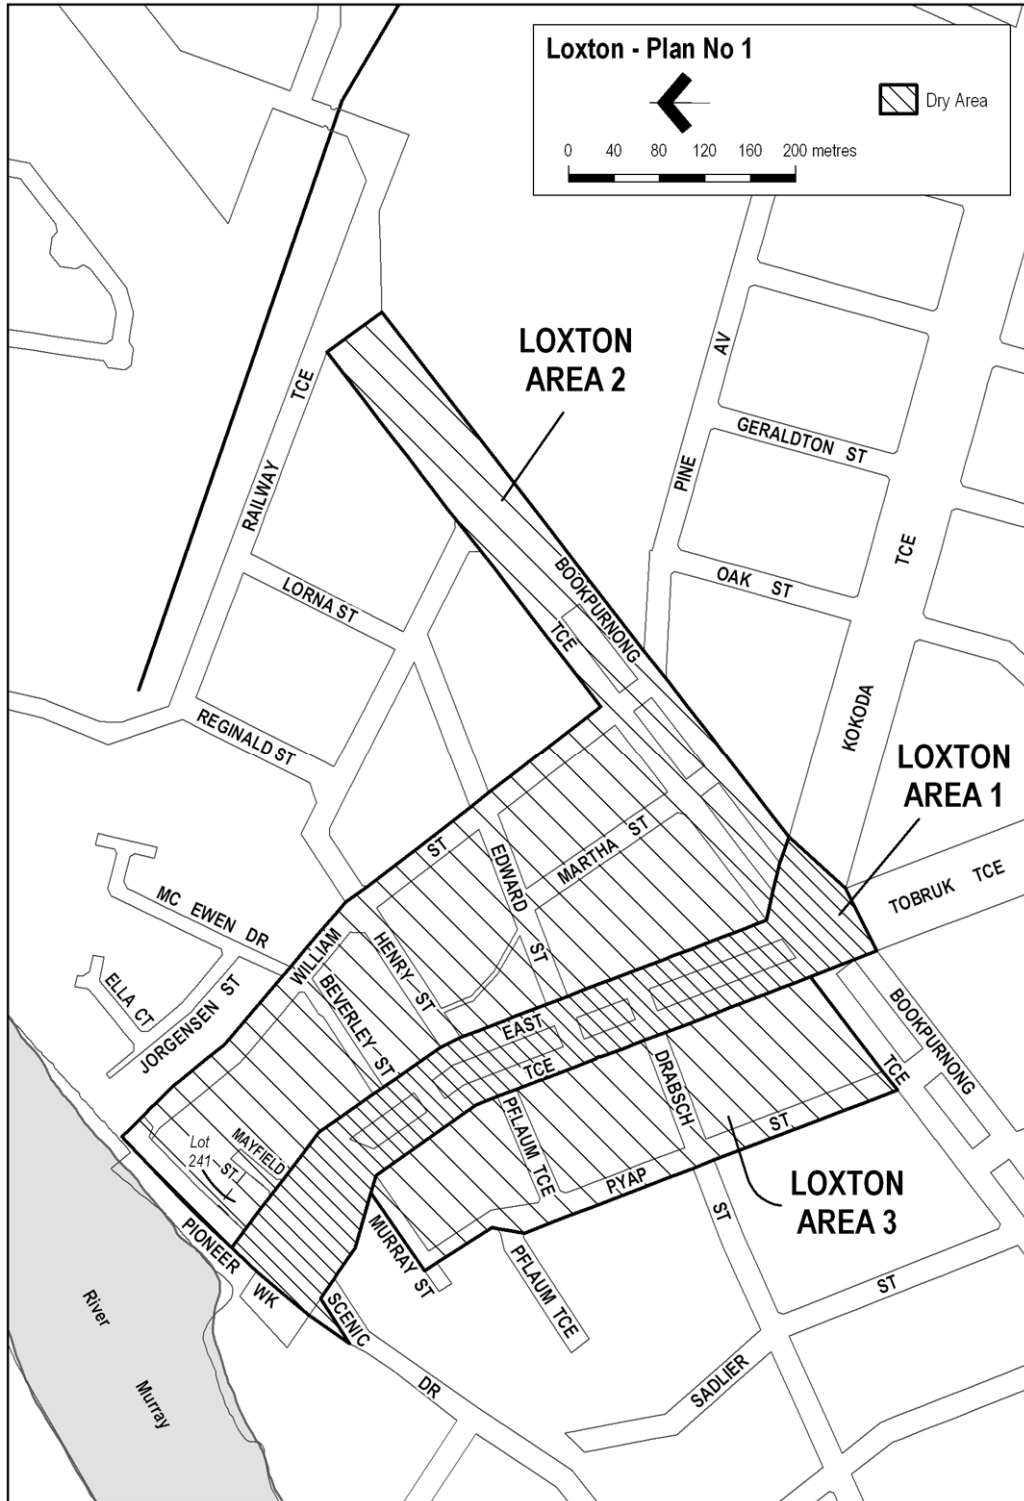 Loxton - Plan No 1
Dry Area
0 40 80 120 160 200 metres
LOXTON
AREA 2
AV
TCE
GERALDTON ST
PINE
RAILWAY
TCE
OAK ST
BOOKPURNONG
LORNA ST
TCE
KOKODA
REGINALD ST
LOXTON
AREA 1
MARTHA ST
ST
EDWARD
TOBRUK TCE
MC EWEN DR
WILLIAM
HENRY ST
ST
ELLA CT
BEVERLEY ST
JORGENSEN ST
EAST
BOOKPURNONG
TCE
DRABSCH
TCE
PFLAUM TCE
MAYFIELD
Lot
241
ST
ST
PYAP
LOXTON
AREA 3
MURRAY ST
ST
PIONEER
PFLAUM TCE
WK
SCENIC
ST
River
DR
SADLIER
Murray